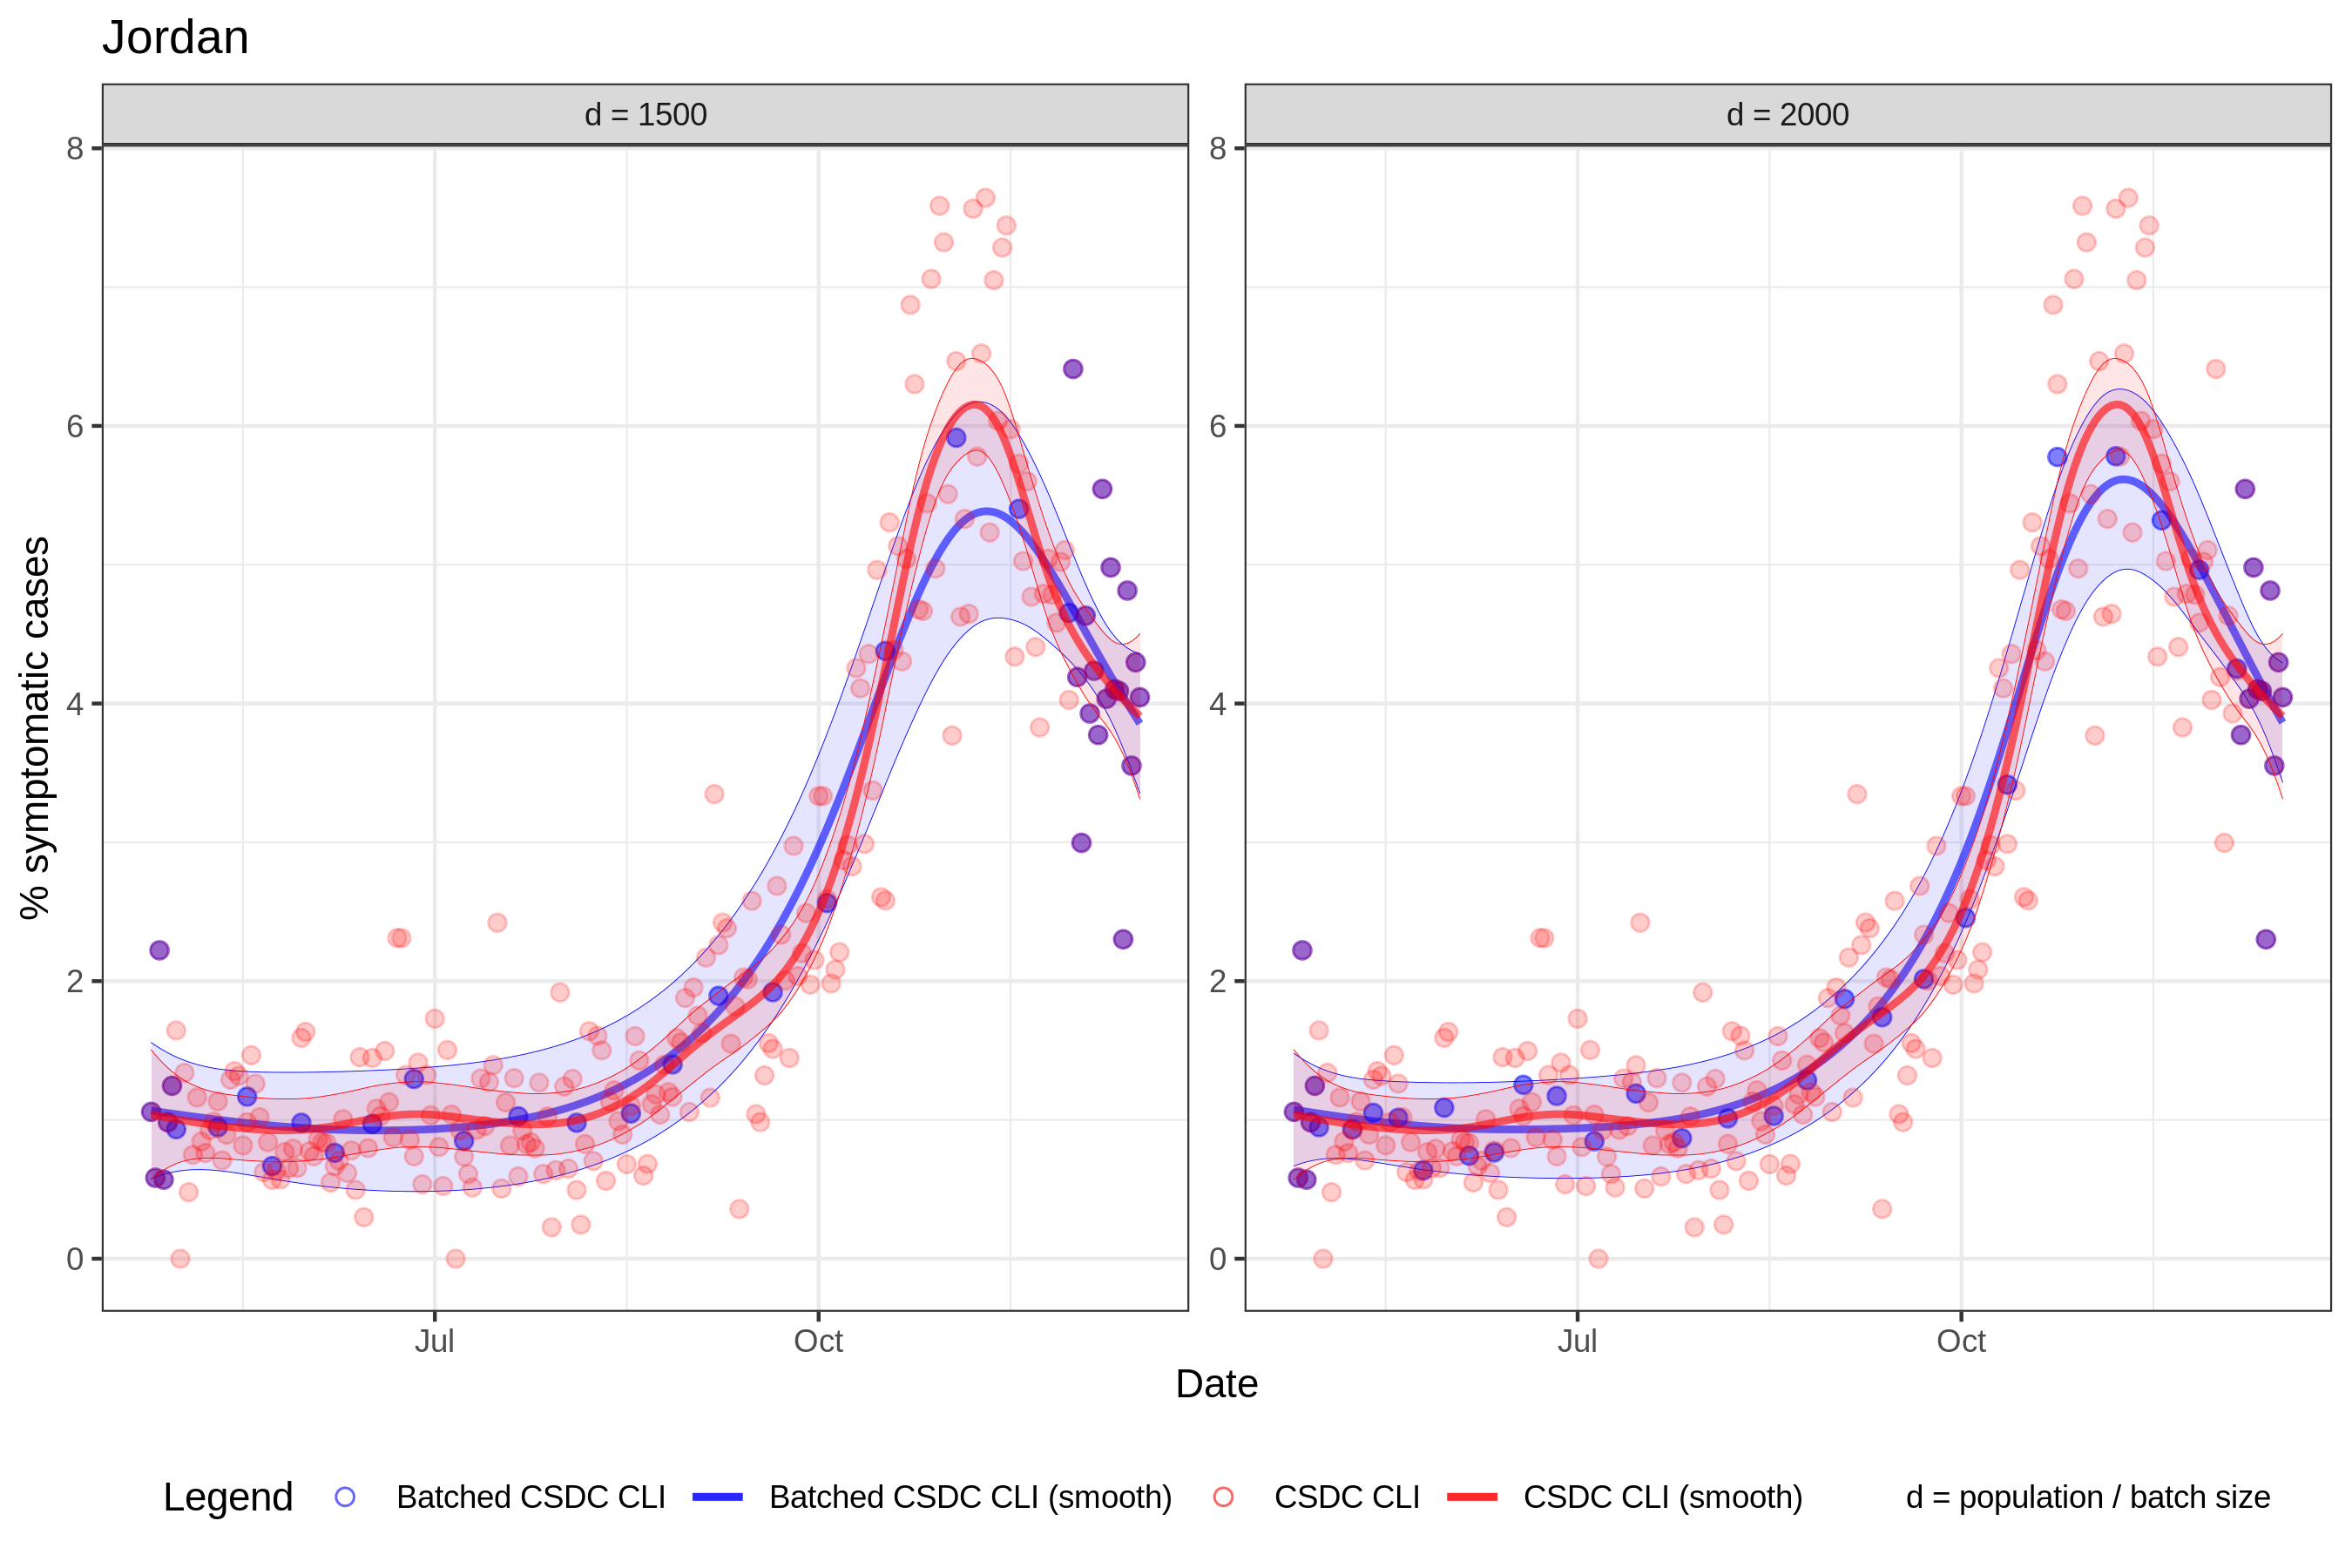 Jordan
d = 1500
d = 2000
% symptomatic cases
8
6
4
2
0
8
6
4
2
0
Jul
Oct
Jul
Oct
Date
Legend
Batched CSDC CLI
Batched CSDC CLI (smooth)
CSDC CLI
CSDC CLI (smooth)
d = population / batch size